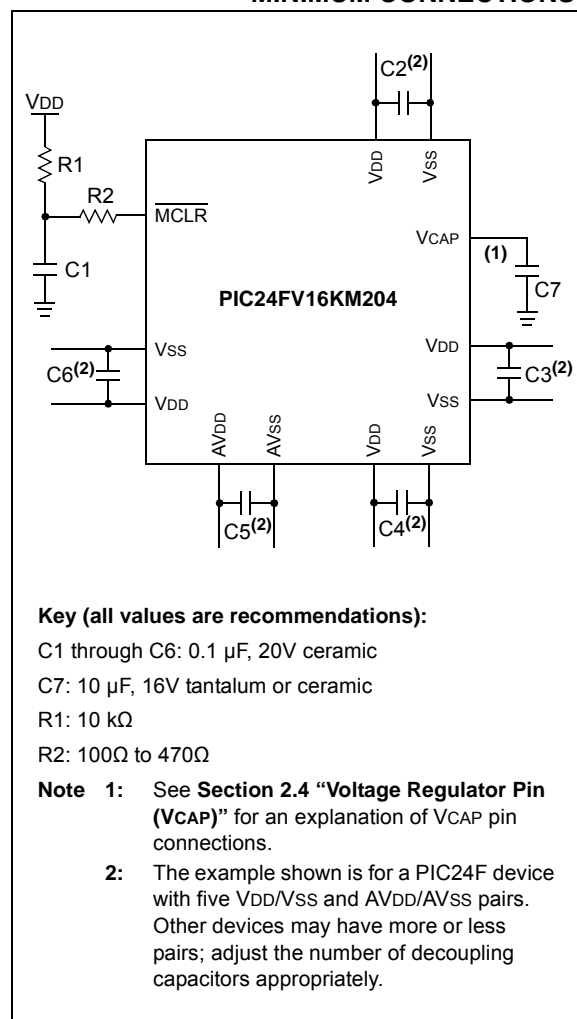 C2(2)
VDD
R1
R2
VDD
VSS
MCLR
VCAP
(1)
C1
C7
PIC24FV16KM204
VSS
VDD
C6(2)
C3(2)
VDD
VSS
AVDD
AVSS
VDD
VSS
C5(2)
C4(2)
Key (all values are recommendations):
C1 through C6: 0.1 µF, 20V ceramic
C7: 10 µF, 16V tantalum or ceramic
R1: 10 kΩ
R2: 100Ω to 470Ω
Note 1: See Section 2.4 “Voltage Regulator Pin
(VCAP)” for an explanation of VCAP pin
connections.
2: The example shown is for a PIC24F device
with five VDD/VSS and AVDD/AVSS pairs.
Other devices may have more or less
pairs; adjust the number of decoupling
capacitors appropriately.